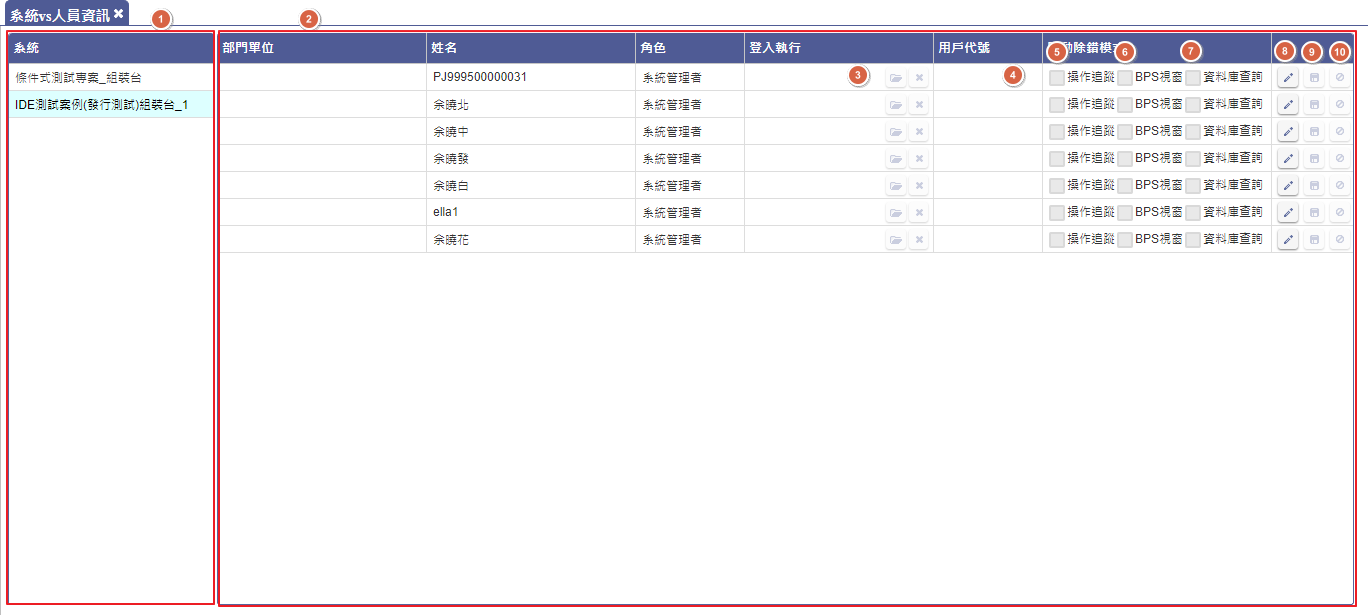 系統vs人員資訊 ×
1 2
系統 部門單位 姓名 角色 登入執行 用戶代號 動除錯模 5 6 7 8 9 10
條件式測試專案_組裝台 PJ999500000031 系統管理者 3 4 操作追蹤 BPS視窗 資料庫查詢
IDE測試案例(發行測試)組裝台_1 余曉北 系統管理者 操作追蹤 BPS視窗 資料庫查詢
余曉中 系統管理者 操作追蹤 BPS視窗 資料庫查詢
余曉發 系統管理者 操作追蹤 BPS視窗 資料庫查詢
余曉白 系統管理者 操作追蹤 BPS視窗 資料庫查詢
ella1 系統管理者 操作追蹤 BPS視窗 資料庫查詢
余曉花 系統管理者 操作追蹤 BPS視窗 資料庫查詢